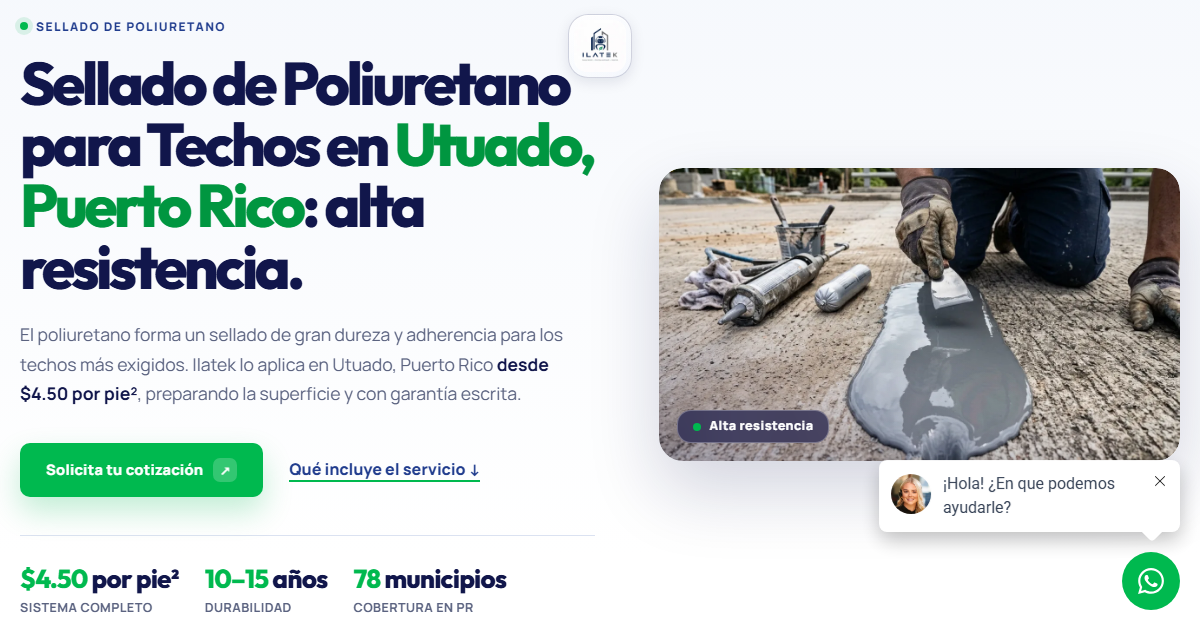 SELLADO DE POLIURETANO
ILATEK
Sellado de Poliuretano
para Techos en Utuado,
Puerto Rico: alta
resistencia.
El poliuretano forma un sellado de gran dureza y adherencia para los
techos más exigidos. Ilatek lo aplica en Utuado, Puerto Rico desde
$4.50 por pie², preparando la superficie y con garantía escrita.
Solicita tu cotización ↗
Qué incluye el servicio ↓
Alta resistencia
¡Hola! ¿En que podemos
ayudarle?
$4.50 por pie²
SISTEMA COMPLETO
10–15 años
DURABILIDAD
78 municipios
COBERTURA EN PR